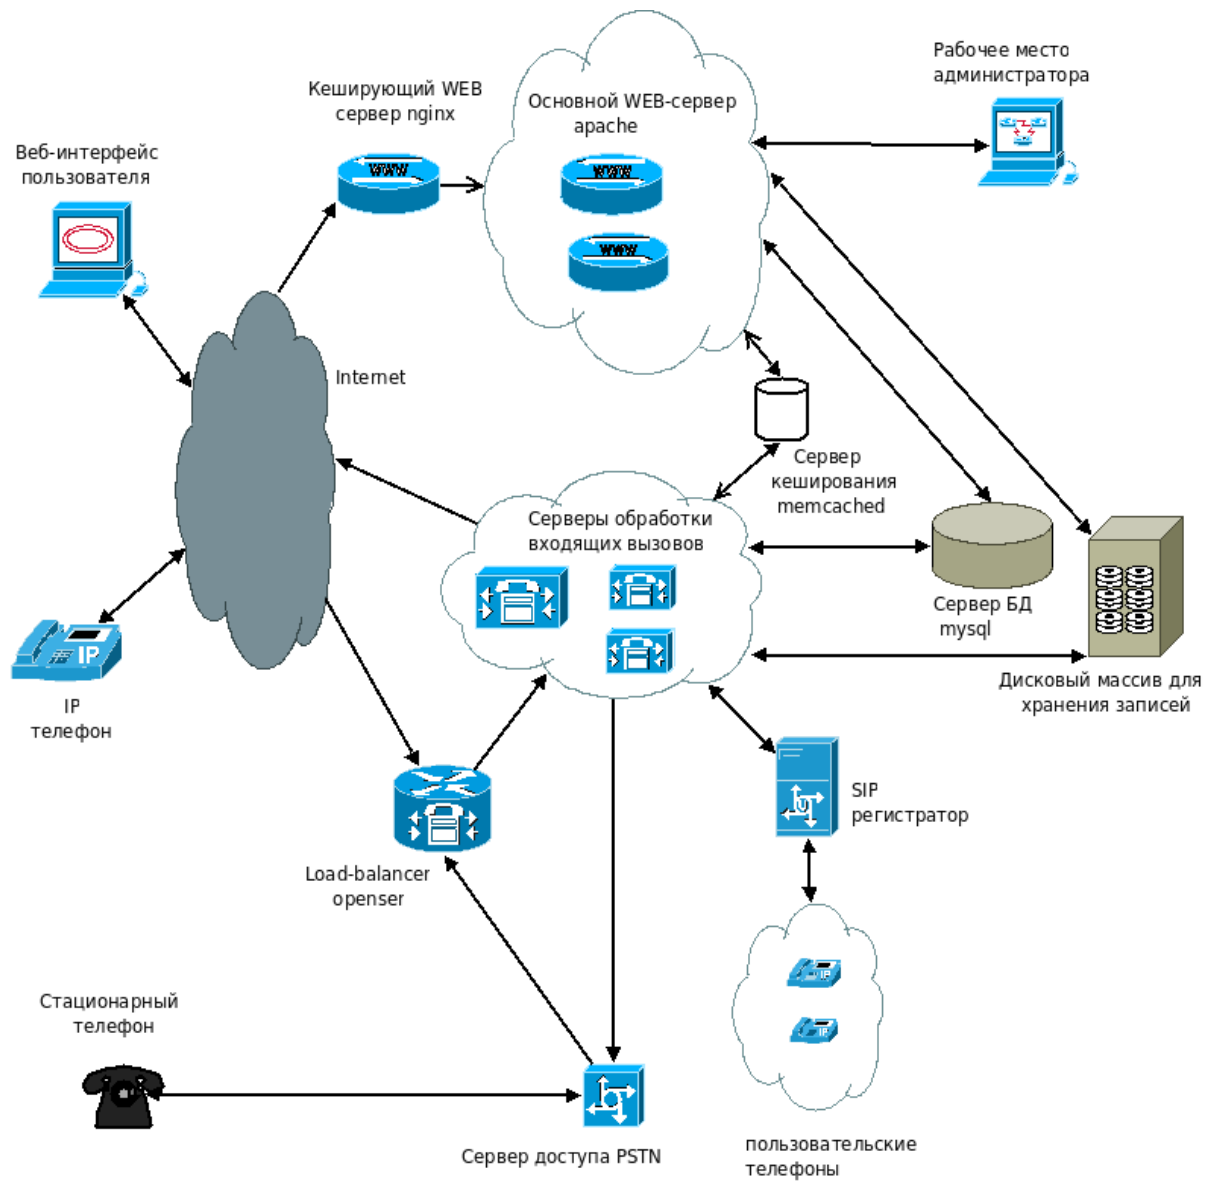 Рабочее место
администратора
Кеширующий WEB
сервер nginx
Основной WEB-сервер
apache
Веб-интерфейс
пользователя
WWW
WWW
WWW
Internet
Сервер
кеширования
memcached
Серверы обработки
входящих вызовов
Сервер БД
mysql
IP
IP
телефон
Дисковый массив для
хранения записей
SIP
регистратор
Load-balancer
openser
IP
IP
Стационарный
телефон
Сервер доступа PSTN
пользовательские
телефоны